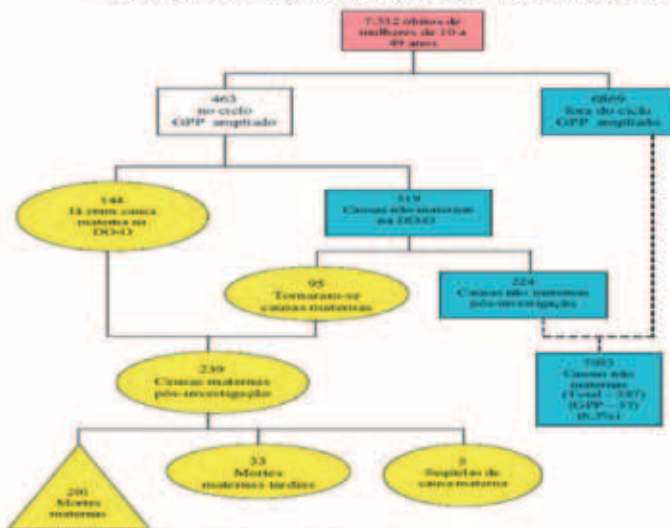 7.332 óbitos de
mulheres de 10 a
49 anos
463
no ciclo
GPP ampliado
6869
fora do ciclo
GPP ampliado
144
Já eram causa
materna na
DO-O
319
Causas não maternas
na DO-O
95
Tornaram-se
causas maternas
224
Causas não maternas
pós-investigação
239
Causas maternas
pós-investigação
7093
Causas não
maternas
(Total –
(GPP –
201
Mortes
maternas
33
Mortes
maternas tardias
Sequelas de
causa materna